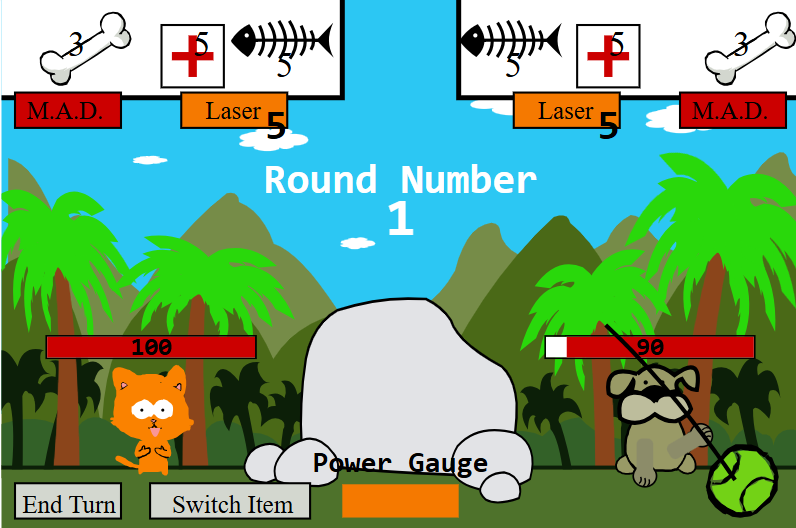 3 5 5
5 5 3
M.A.D. Laser 5
Laser 5 M.A.D.
Round Number
1
100
90
Power Gauge
End Turn
Switch Item